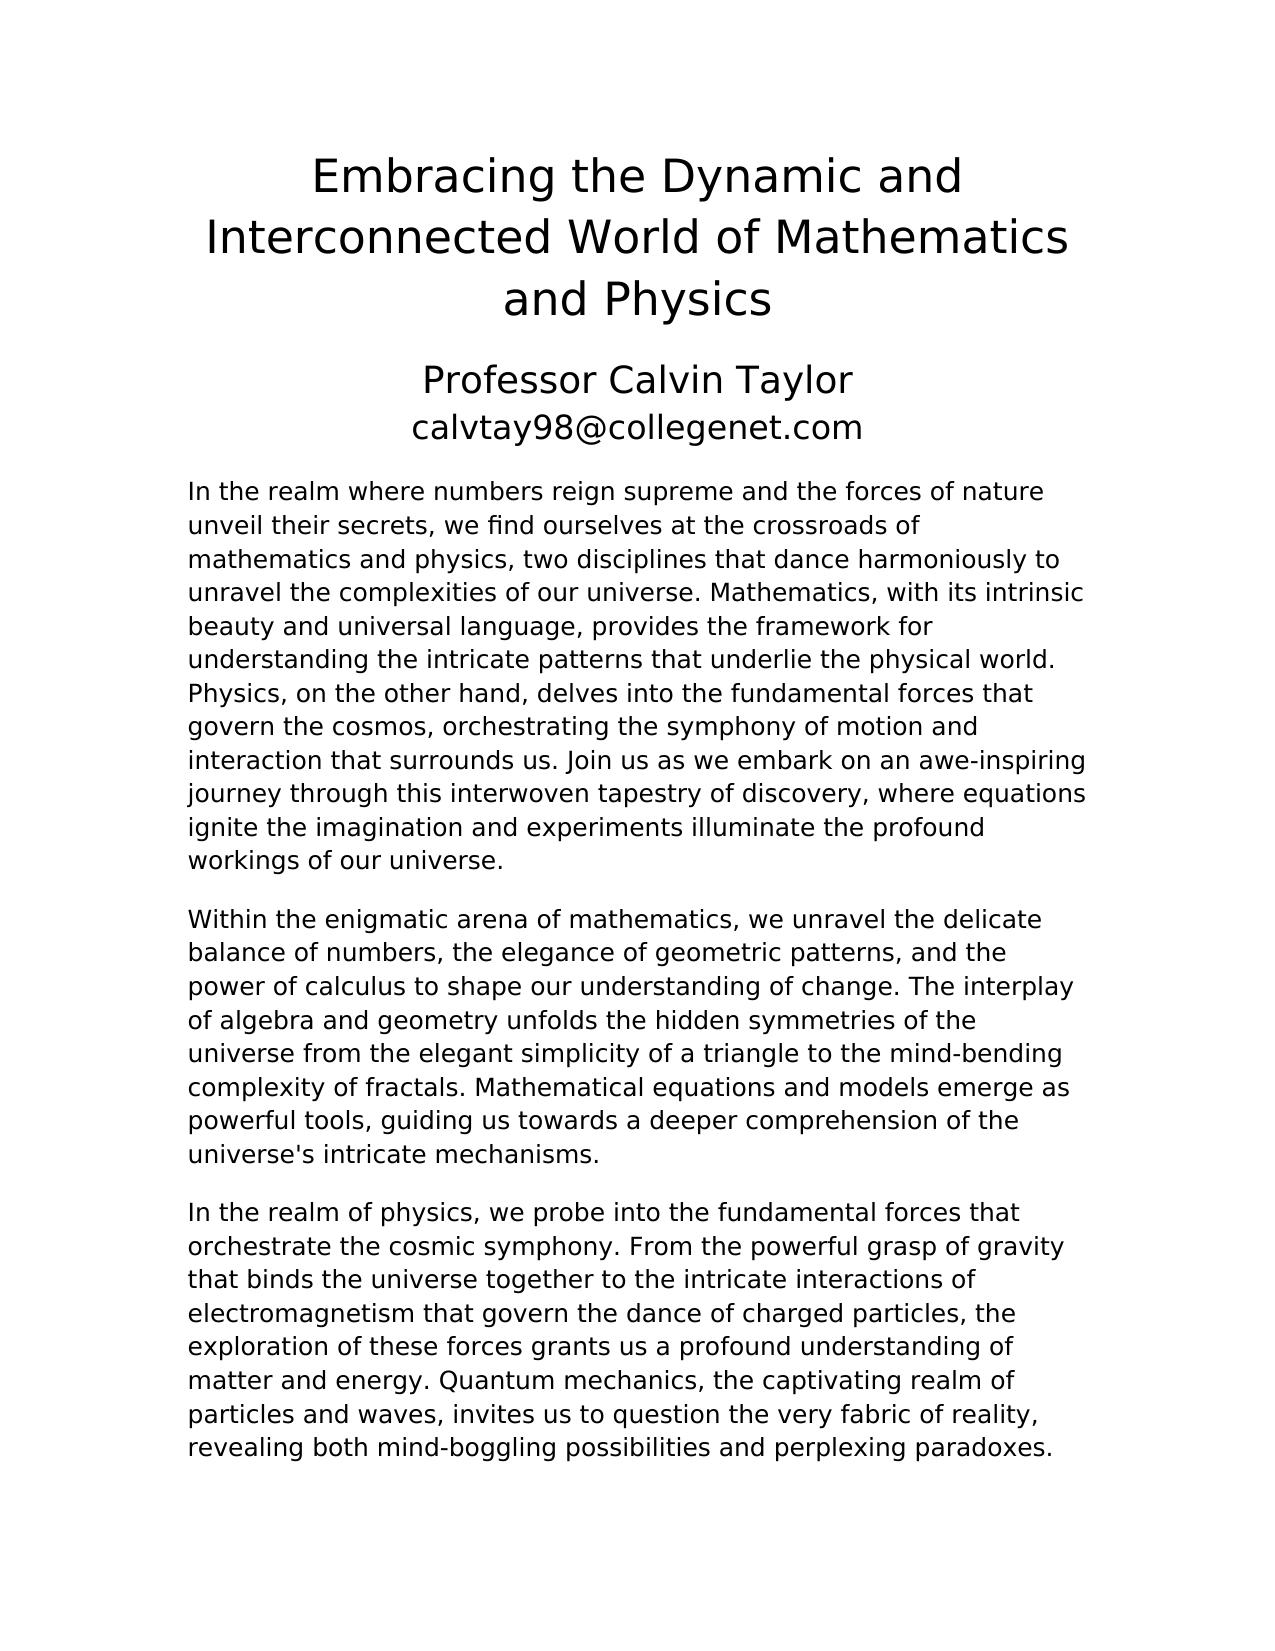 Embracing the Dynamic and
Interconnected World of Mathematics
and Physics
Professor Calvin Taylor
calvtay98@collegenet.com
In the realm where numbers reign supreme and the forces of nature
unveil their secrets, we find ourselves at the crossroads of
mathematics and physics, two disciplines that dance harmoniously to
unravel the complexities of our universe. Mathematics, with its intrinsic
beauty and universal language, provides the framework for
understanding the intricate patterns that underlie the physical world.
Physics, on the other hand, delves into the fundamental forces that
govern the cosmos, orchestrating the symphony of motion and
interaction that surrounds us. Join us as we embark on an awe-inspiring
journey through this interwoven tapestry of discovery, where equations
ignite the imagination and experiments illuminate the profound
workings of our universe.
Within the enigmatic arena of mathematics, we unravel the delicate
balance of numbers, the elegance of geometric patterns, and the
power of calculus to shape our understanding of change. The interplay
of algebra and geometry unfolds the hidden symmetries of the
universe from the elegant simplicity of a triangle to the mind-bending
complexity of fractals. Mathematical equations and models emerge as
powerful tools, guiding us towards a deeper comprehension of the
universe's intricate mechanisms.
In the realm of physics, we probe into the fundamental forces that
orchestrate the cosmic symphony. From the powerful grasp of gravity
that binds the universe together to the intricate interactions of
electromagnetism that govern the dance of charged particles, the
exploration of these forces grants us a profound understanding of
matter and energy. Quantum mechanics, the captivating realm of
particles and waves, invites us to question the very fabric of reality,
revealing both mind-boggling possibilities and perplexing paradoxes.